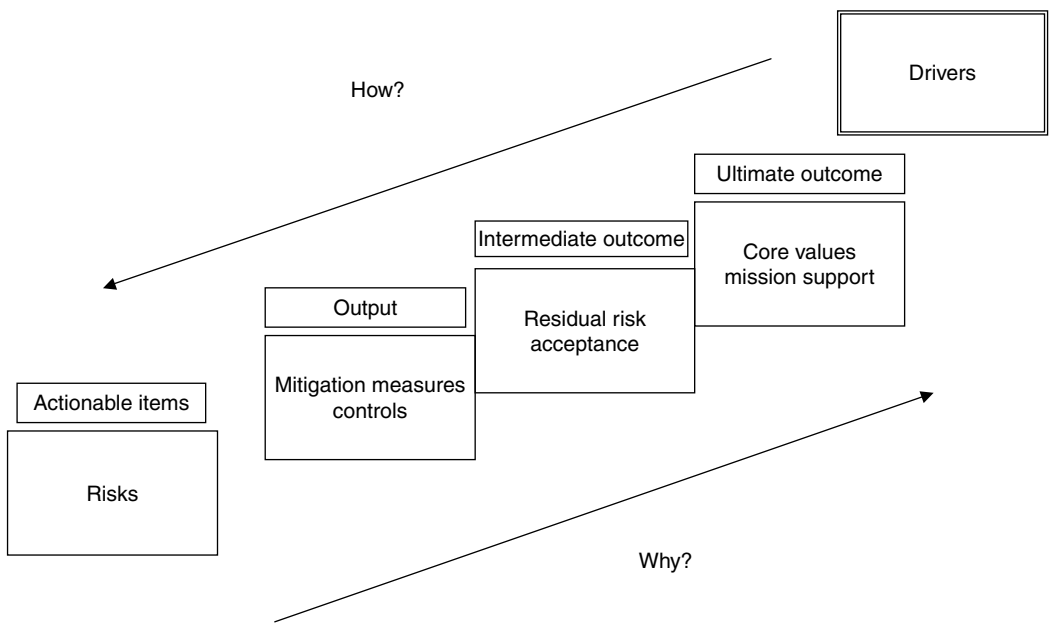 How?
Drivers
Ultimate outcome
Core values
mission support
Intermediate outcome
Residual risk
acceptance
Output
Mitigation measures
controls
Actionable items
Risks
Why?